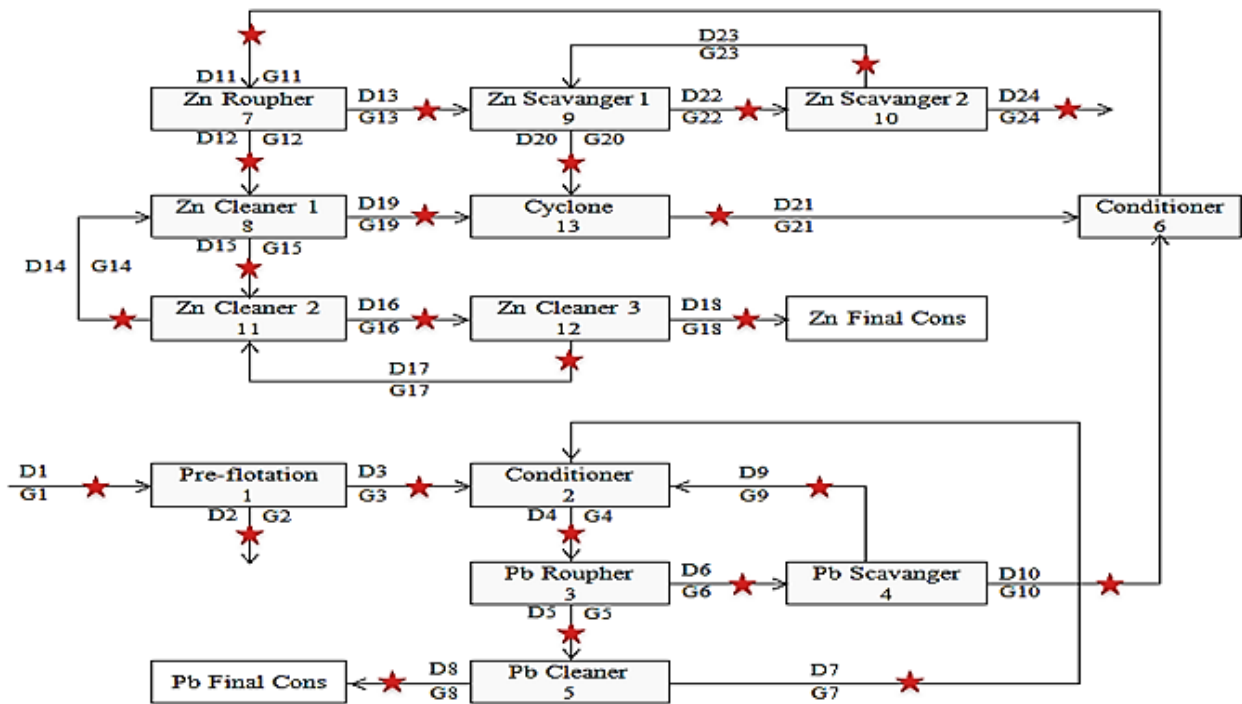 D23
G23
D11 G11
Zn Roupher
7
D13
G13
Zn Scavanger 1
9
D22
G22
Zn Scavanger 2
10
D24
G24
D12 G12
D20 G20
Zn Cleaner 1
8
D19
G19
Cyclone
13
D21
G21
Conditioner
6
D15 G15
D14 G14
Zn Cleaner 2
11
D16
G16
Zn Cleaner 3
12
D18
G18
Zn Final Cons
D17
G17
D1
G1
Pre-flotation
1
D3
G3
Conditioner
2
D9
G9
D2 G2
D4 G4
Pb Roupher
3
D6
G6
Pb Scavanger
4
D10
G10
D5 G5
Pb Final Cons
D8
G8
Pb Cleaner
5
D7
G7